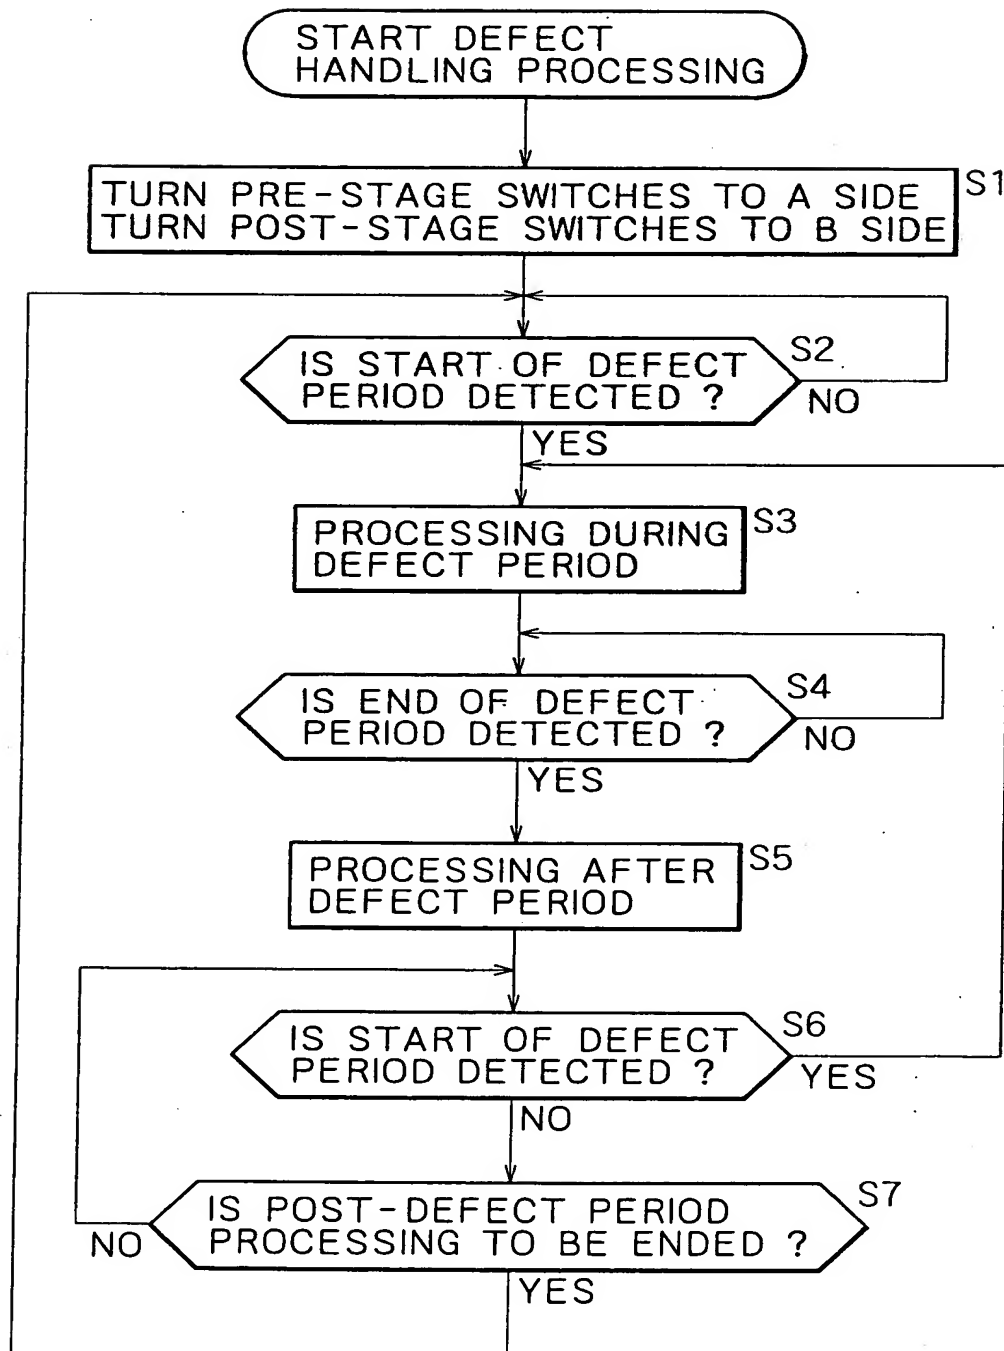 START DEFECT
HANDLING PROCESSING
TURN PRE-STAGE SWITCHES TO A SIDE
TURN POST-STAGE SWITCHES TO B SIDE
S1
IS START OF DEFECT
PERIOD DETECTED ?
S2
NO
YES
PROCESSING DURING
DEFECT PERIOD
S3
IS END OF DEFECT
PERIOD DETECTED ?
S4
NO
YES
PROCESSING AFTER
DEFECT PERIOD
S5
IS START OF DEFECT
PERIOD DETECTED ?
S6
YES
NO
IS POST-DEFECT PERIOD
PROCESSING TO BE ENDED ?
S7
NO
YES